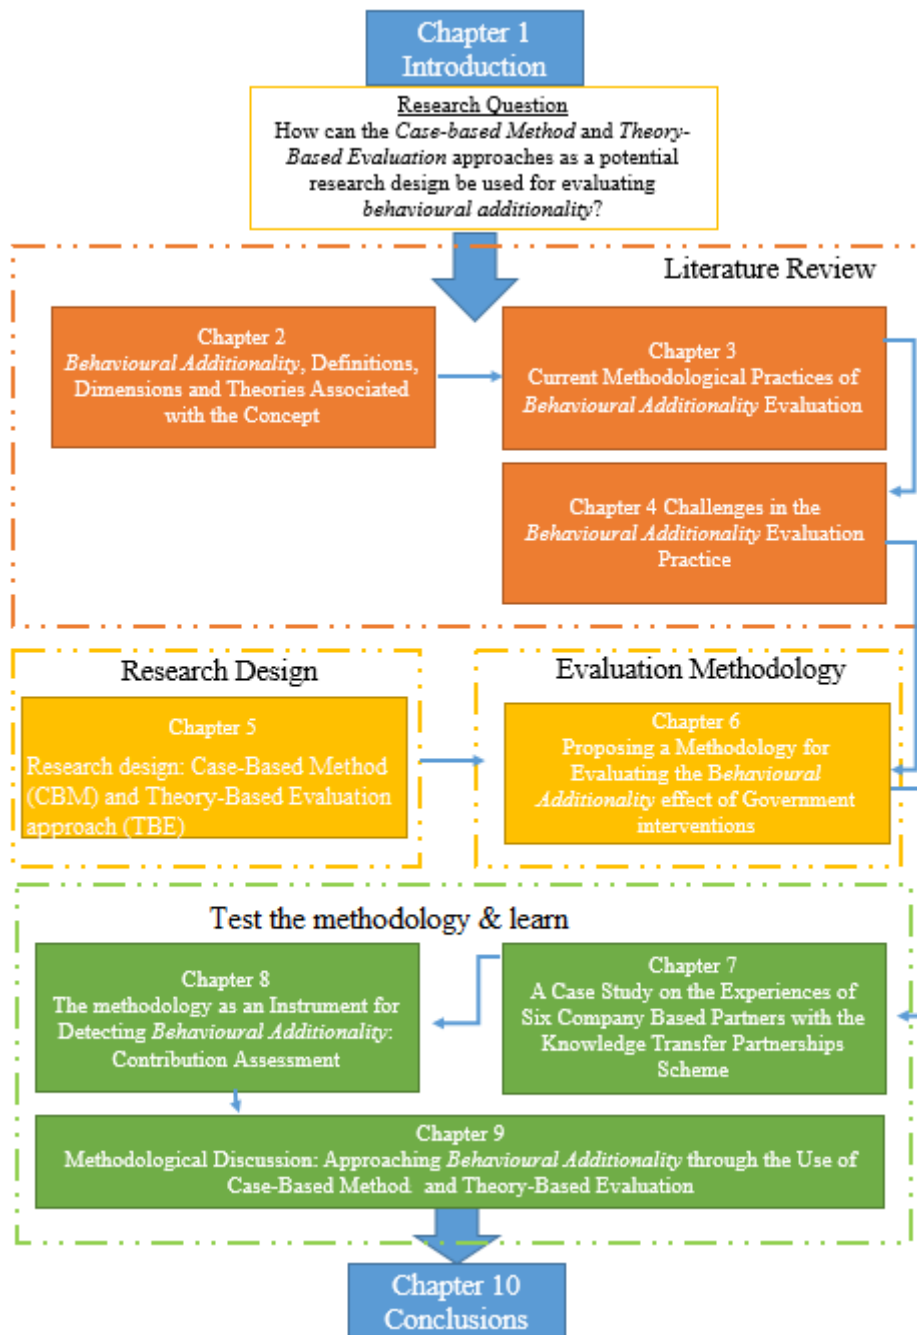 Chapter 1
Introduction
Research Question
How can the Case-based Method and Theory-
Based Evaluation approaches as a potential
research design be used for evaluating
behavioural additionality?
Literature Review
Chapter 2
Behavioural Additionality, Definitions,
Dimensions and Theories Associated
with the Concept
Chapter 3
Current Methodological Practices of
Behavioural Additionality Evaluation
Chapter 4 Challenges in the
Behavioural Additionality Evaluation
Practice
Research Design
Chapter 5
Research design: Case-Based Method
(CBM) and Theory-Based Evaluation
approach (TBE)
Evaluation Methodology
Chapter 6
Proposing a Methodology for
Evaluating the Behavioural
Additionality effect of Government
interventions
Test the methodology & learn
Chapter 8
The methodology as an Instrument for
Detecting Behavioural Additionality:
Contribution Assessment
Chapter 7
A Case Study on the Experiences of
Six Company Based Partners with the
Knowledge Transfer Partnerships
Scheme
Chapter 9
Methodological Discussion: Approaching Behavioural Additionality through the Use of
Case-Based Method and Theory-Based Evaluation
Chapter 10
Conclusions